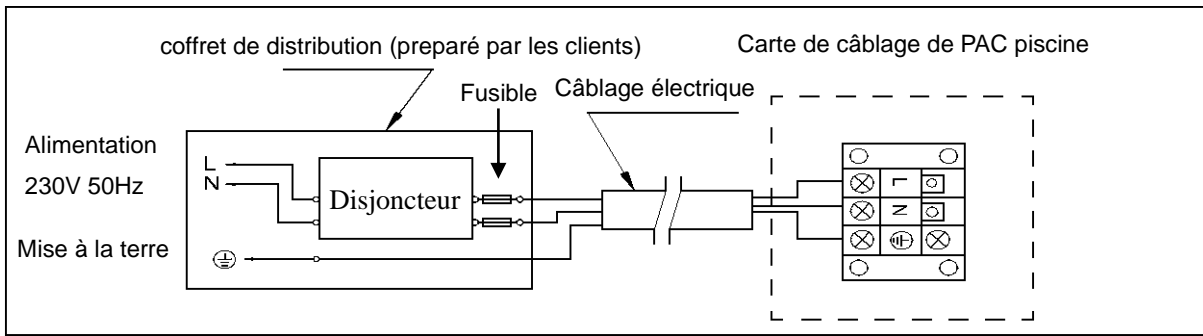 coffret de distribution (preparé par les clients)
Carte de câblage de PAC piscine
Fusible
Câblage électrique
Alimentation
230V 50Hz
L
N
Disjoncteur
Mise à la terre
L
N